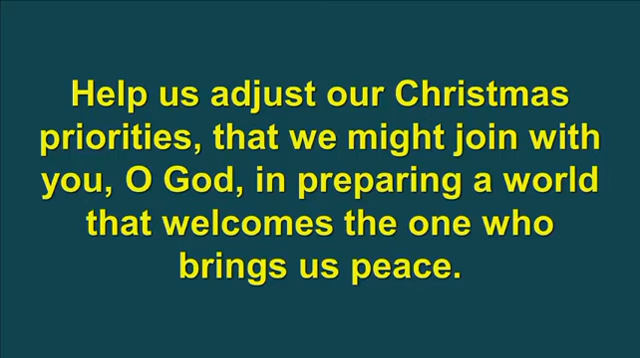 Help us adjust our Christmas
priorities, that we might join with
you, O God, in preparing a world
that welcomes the one who
brings us peace.